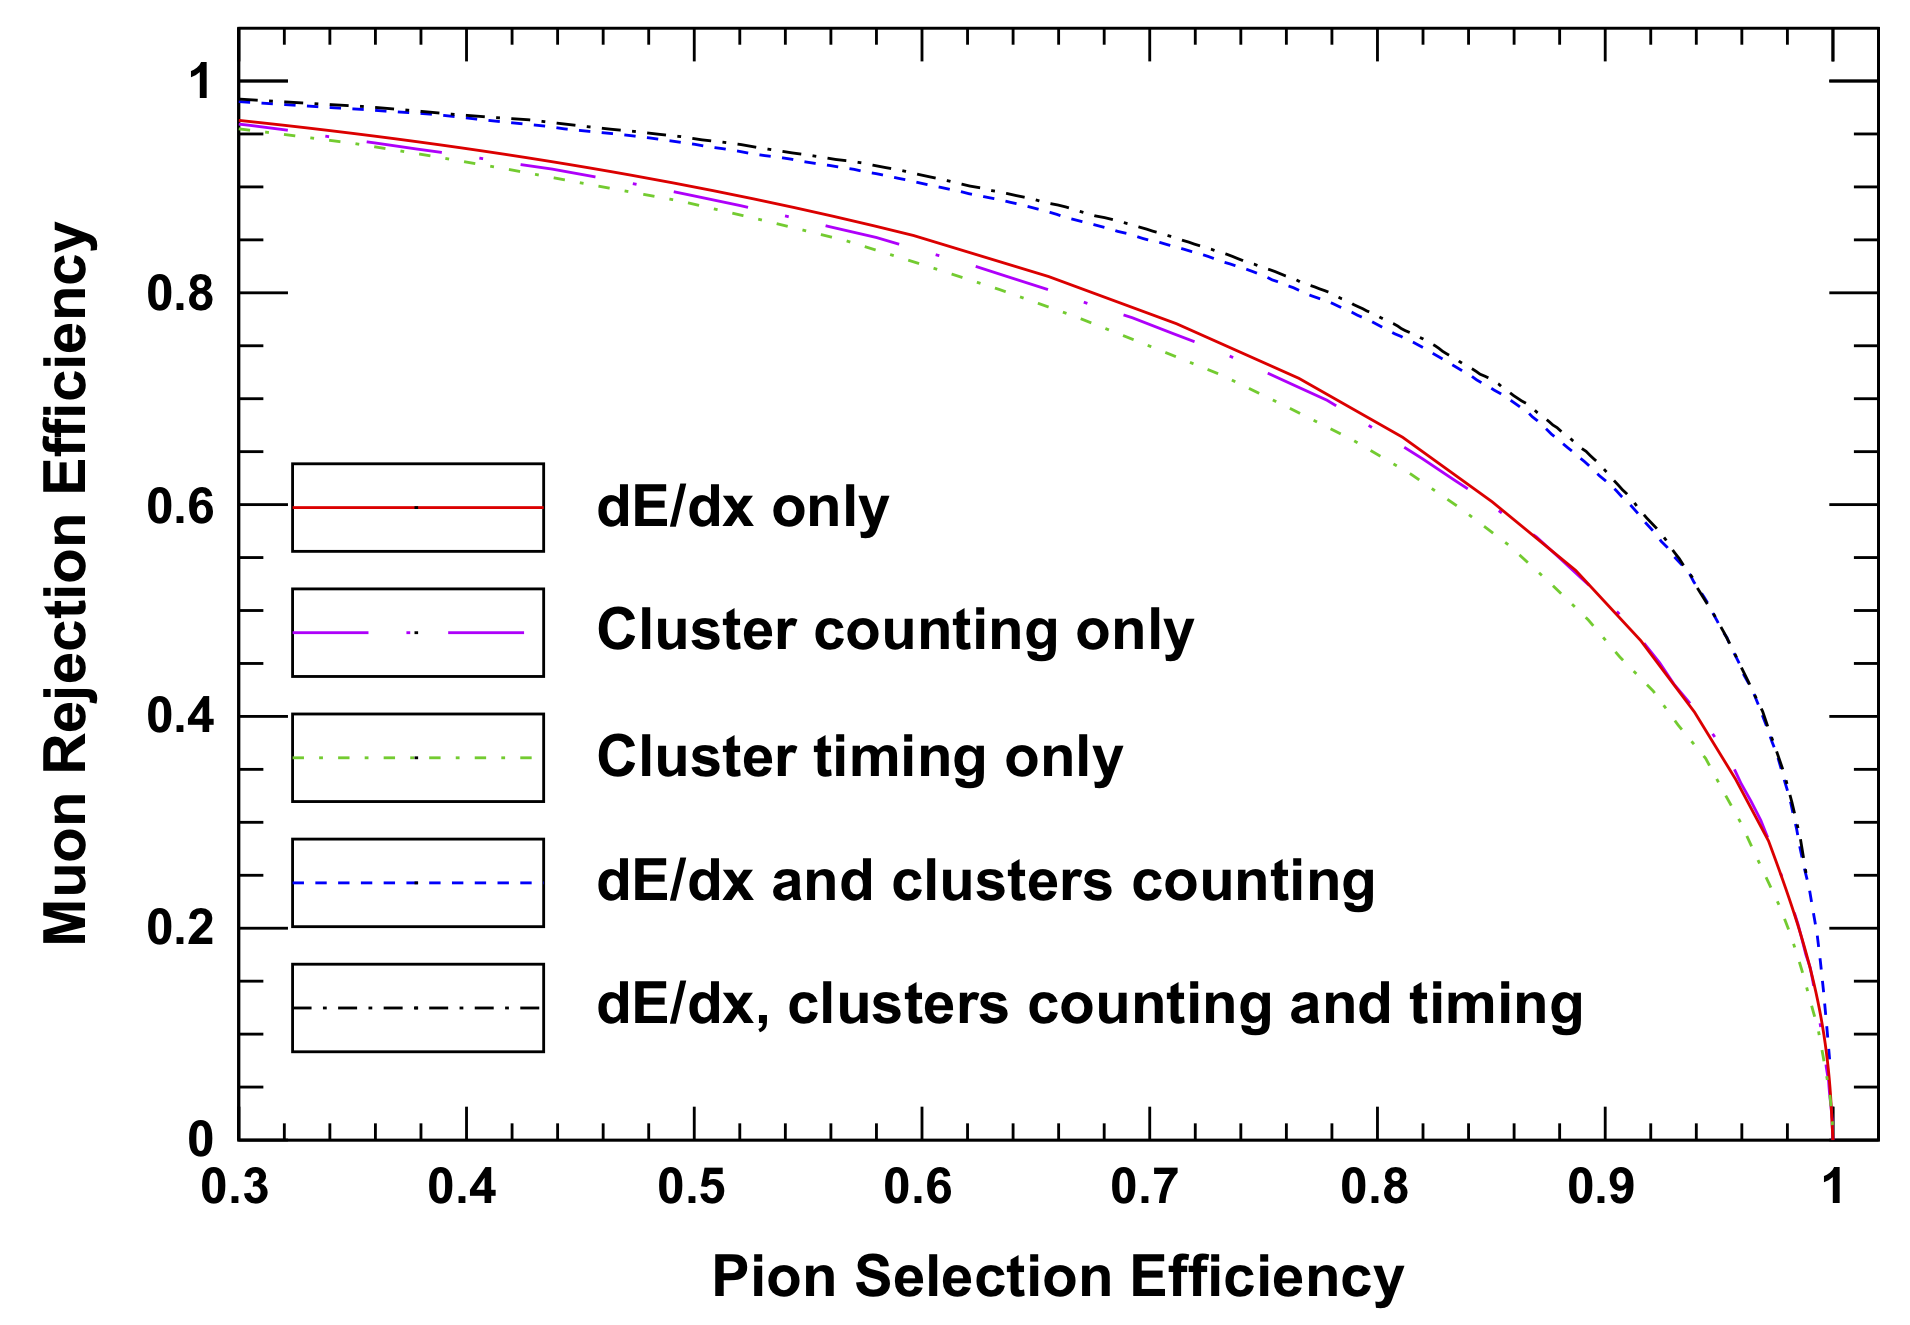 Muon Rejection Efficiency
1
0.8
0.6
0.4
0.2
0
dE/dx only
Cluster counting only
Cluster timing only
dE/dx and clusters counting
dE/dx, clusters counting and timing
0.3 0.4 0.5 0.6 0.7 0.8 0.9 1
Pion Selection Efficiency